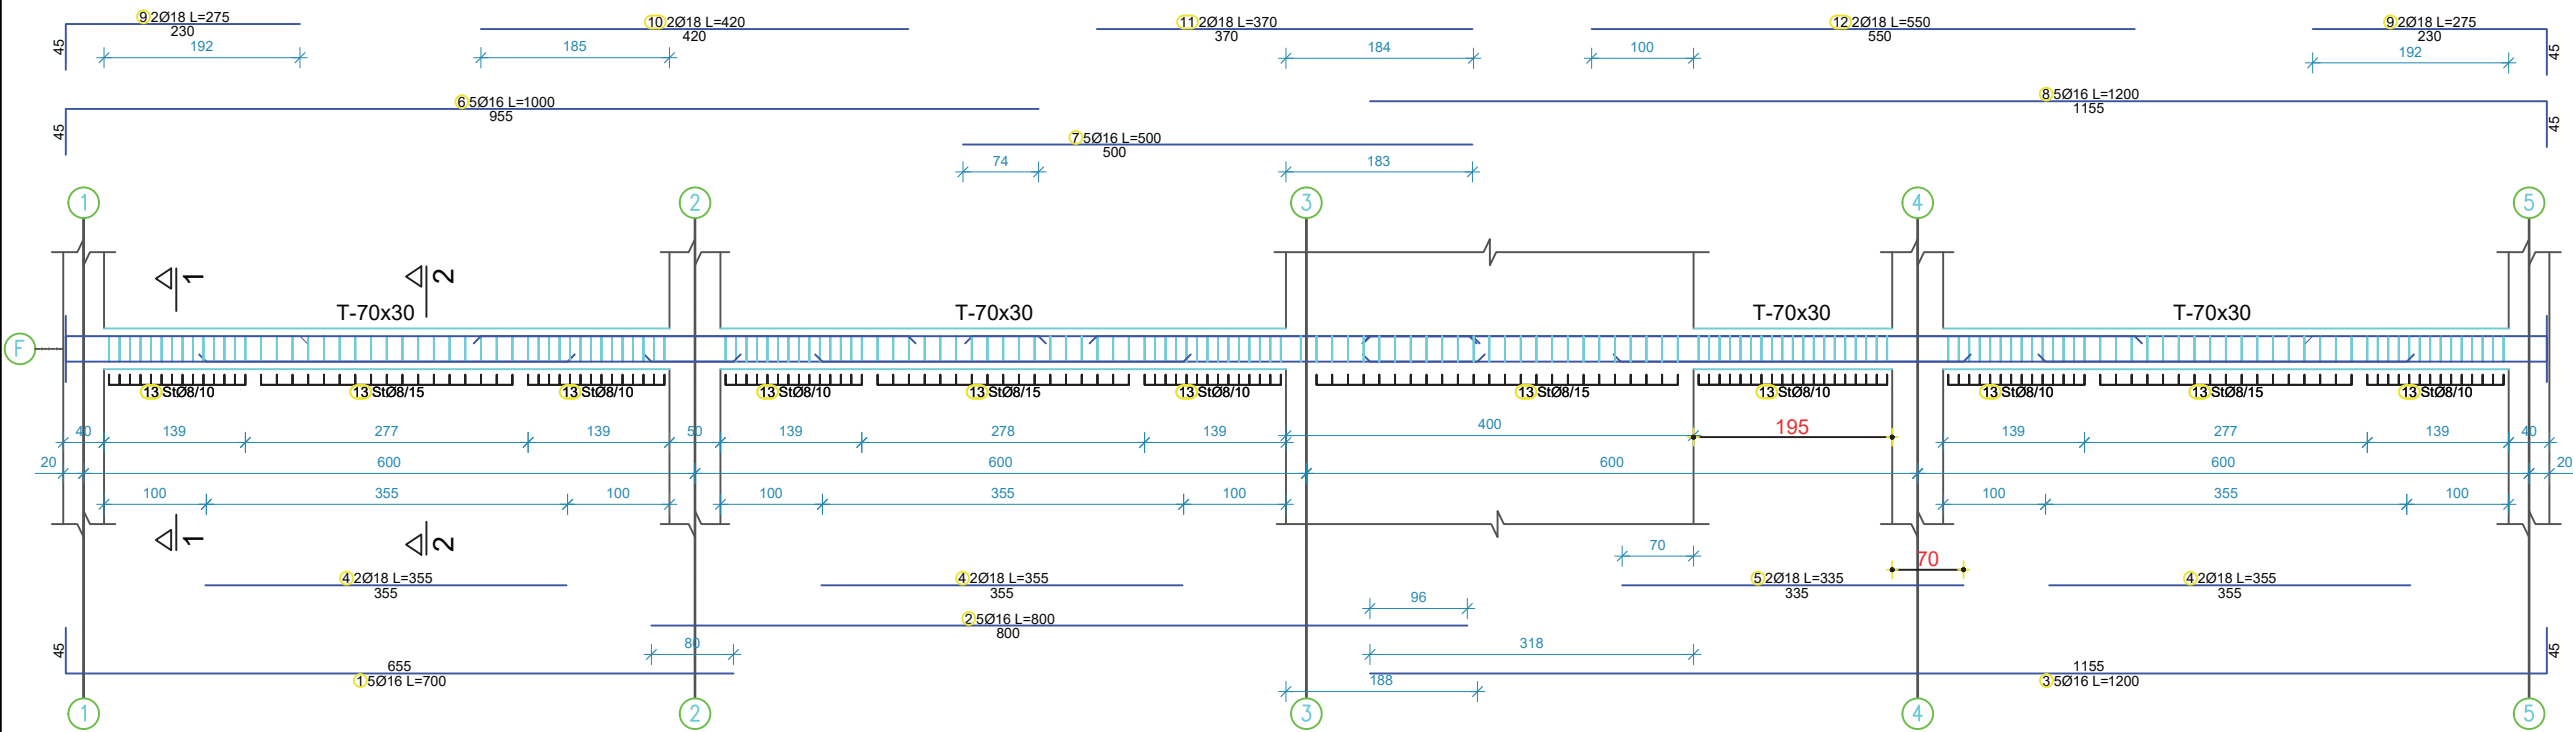 9 2Ø18 L=275
230
45
192
10 2Ø18 L=420
420
185
11 2Ø18 L=370
370
184
12 2Ø18 L=550
550
100
9 2Ø18 L=275
230
45
192
6 5Ø16 L=1000
955
45
8 5Ø16 L=1200
1155
45
7 5Ø16 L=500
500
74
183
1
2
3
4
5
1
2
T-70x30
T-70x30
T-70x30
T-70x30
F
13 StØ8/10
13 StØ8/15
13 StØ8/10
13 StØ8/10
13 StØ8/15
13 StØ8/10
13 StØ8/15
13 StØ8/10
13 StØ8/10
13 StØ8/15
13 StØ8/10
40
139
277
139
50
139
278
139
400
195
139
277
139
40
20
600
600
600
600
20
100
355
100
100
355
100
100
355
100
1
2
70
70
4 2Ø18 L=355
355
4 2Ø18 L=355
355
5 2Ø18 L=335
335
4 2Ø18 L=355
355
96
2 5Ø16 L=800
800
80
318
45
655
1 5Ø16 L=700
188
1155
3 5Ø16 L=1200
45
1
2
3
4
5